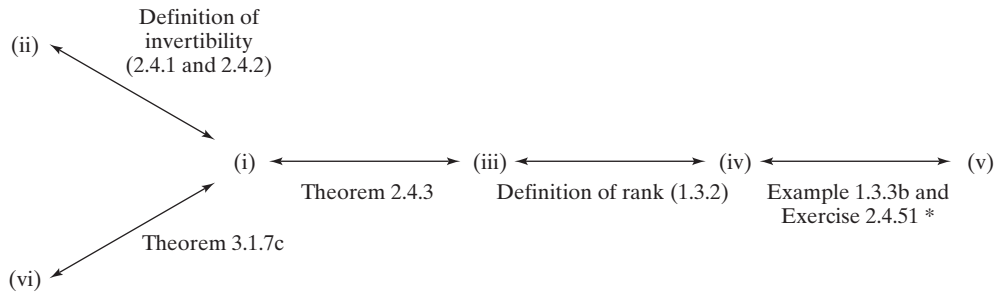 Definition of
invertibility
(2.4.1 and 2.4.2)
(ii)
(i)
(iii)
(iv)
(v)
Theorem 2.4.3
Definition of rank (1.3.2)
Example 1.3.3b and
Exercise 2.4.51 *
Theorem 3.1.7c
(vi)